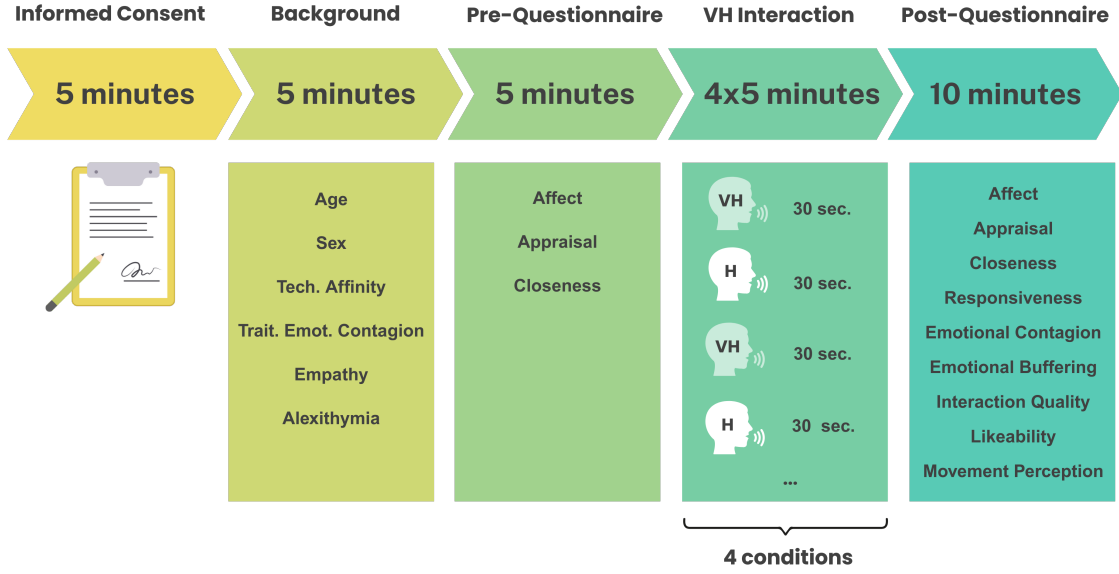 Informed Consent
Background
Pre-Questionnaire
VH Interaction
Post-Questionnaire
5 minutes
5 minutes
5 minutes
4x5 minutes
10 minutes
Age
Sex
Tech. Affinity
Trait. Emot. Contagion
Empathy
Alexithymia
Affect
Appraisal
Closeness
VH 30 sec.
H 30 sec.
VH 30 sec.
H 30 sec.
...
4 conditions
Affect
Appraisal
Closeness
Responsiveness
Emotional Contagion
Emotional Buffering
Interaction Quality
Likeability
Movement Perception